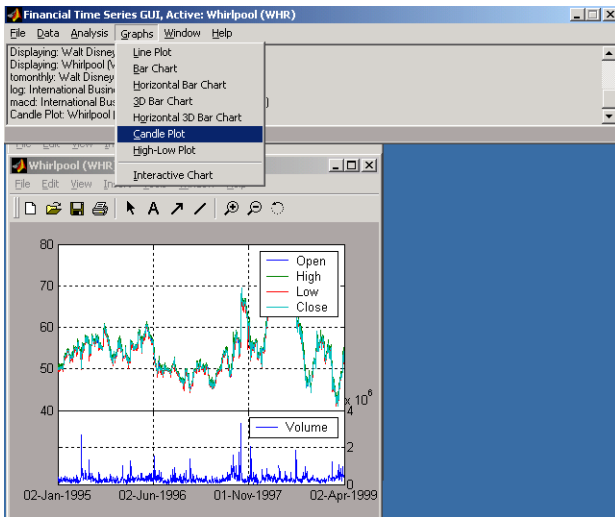 Financial Time Series GUI, Active: Whirlpool (WHR)
File Data Analysis Graphs Window Help
Displaying: Walt Disney
Displaying: Whirlpool
tomonthly: Walt Disney
log: International Busin
macd: International Bus
Candle Plot: Whirlpool
Line Plot
Bar Chart
Horizontal Bar Chart
3D Bar Chart
Horizontal 3D Bar Chart
Candle Plot
High-Low Plot
Interactive Chart
Whirlpool (WHR
File Edit View In
A
80
70
60
50
40
Open
High
Low
Close
x 10^6
4
2
0
Volume
02-Jan-1995 02-Jun-1996 01-Nov-1997 02-Apr-1999